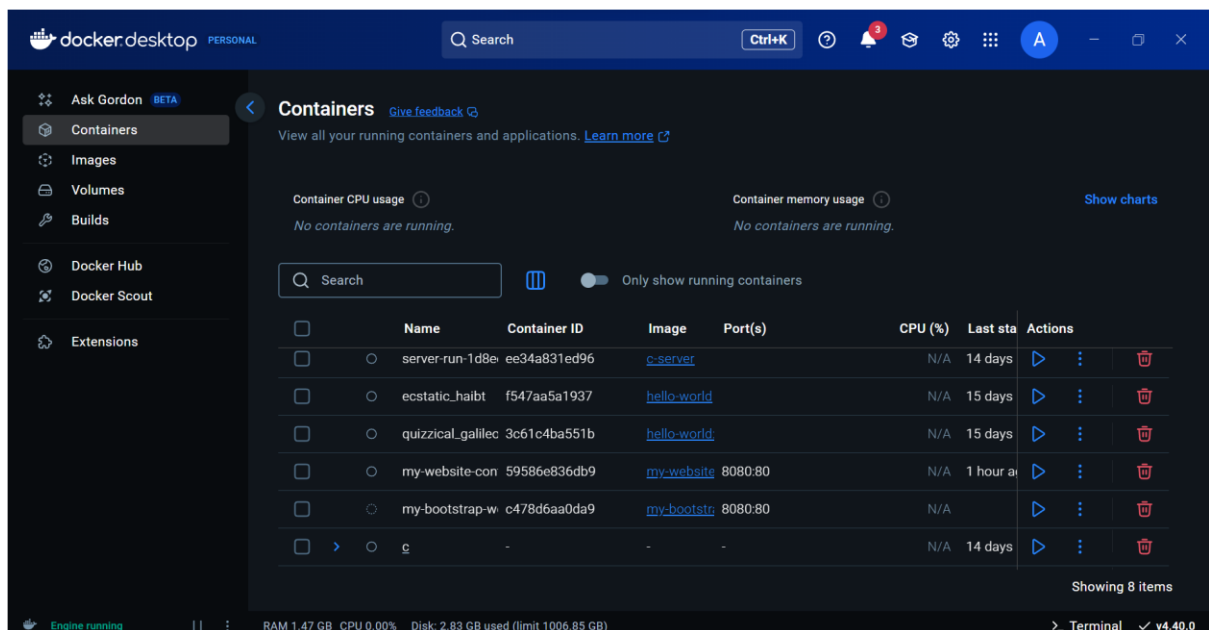 docker desktop PERSONAL
Search
Ctrl+K
3
A
Ask Gordon BETA
Containers
Images
Volumes
Builds
Docker Hub
Docker Scout
Extensions
Containers Give feedback
View all your running containers and applications. Learn more
Container CPU usage
No containers are running.
Container memory usage
No containers are running.
Show charts
Search
Only show running containers
Name Container ID Image Port(s) CPU (%) Last sta Actions
server-run-1d8e ee34a831ed96 c-server N/A 14 days
ecstatic_haibt f547aa5a1937 hello-world N/A 15 days
quizzical_galilec 3c61c4ba551b hello-world: N/A 15 days
my-website-con 59586e836db9 my-website 8080:80 N/A 1 hour a
my-bootstrap-w c478d6aa0da9 my-bootstr 8080:80 N/A
c - - - N/A 14 days
Showing 8 items
Engine running
RAM 1.47 GB CPU 0.00% Disk: 2.83 GB used (limit 1006.85 GB)
Terminal v4.40.0